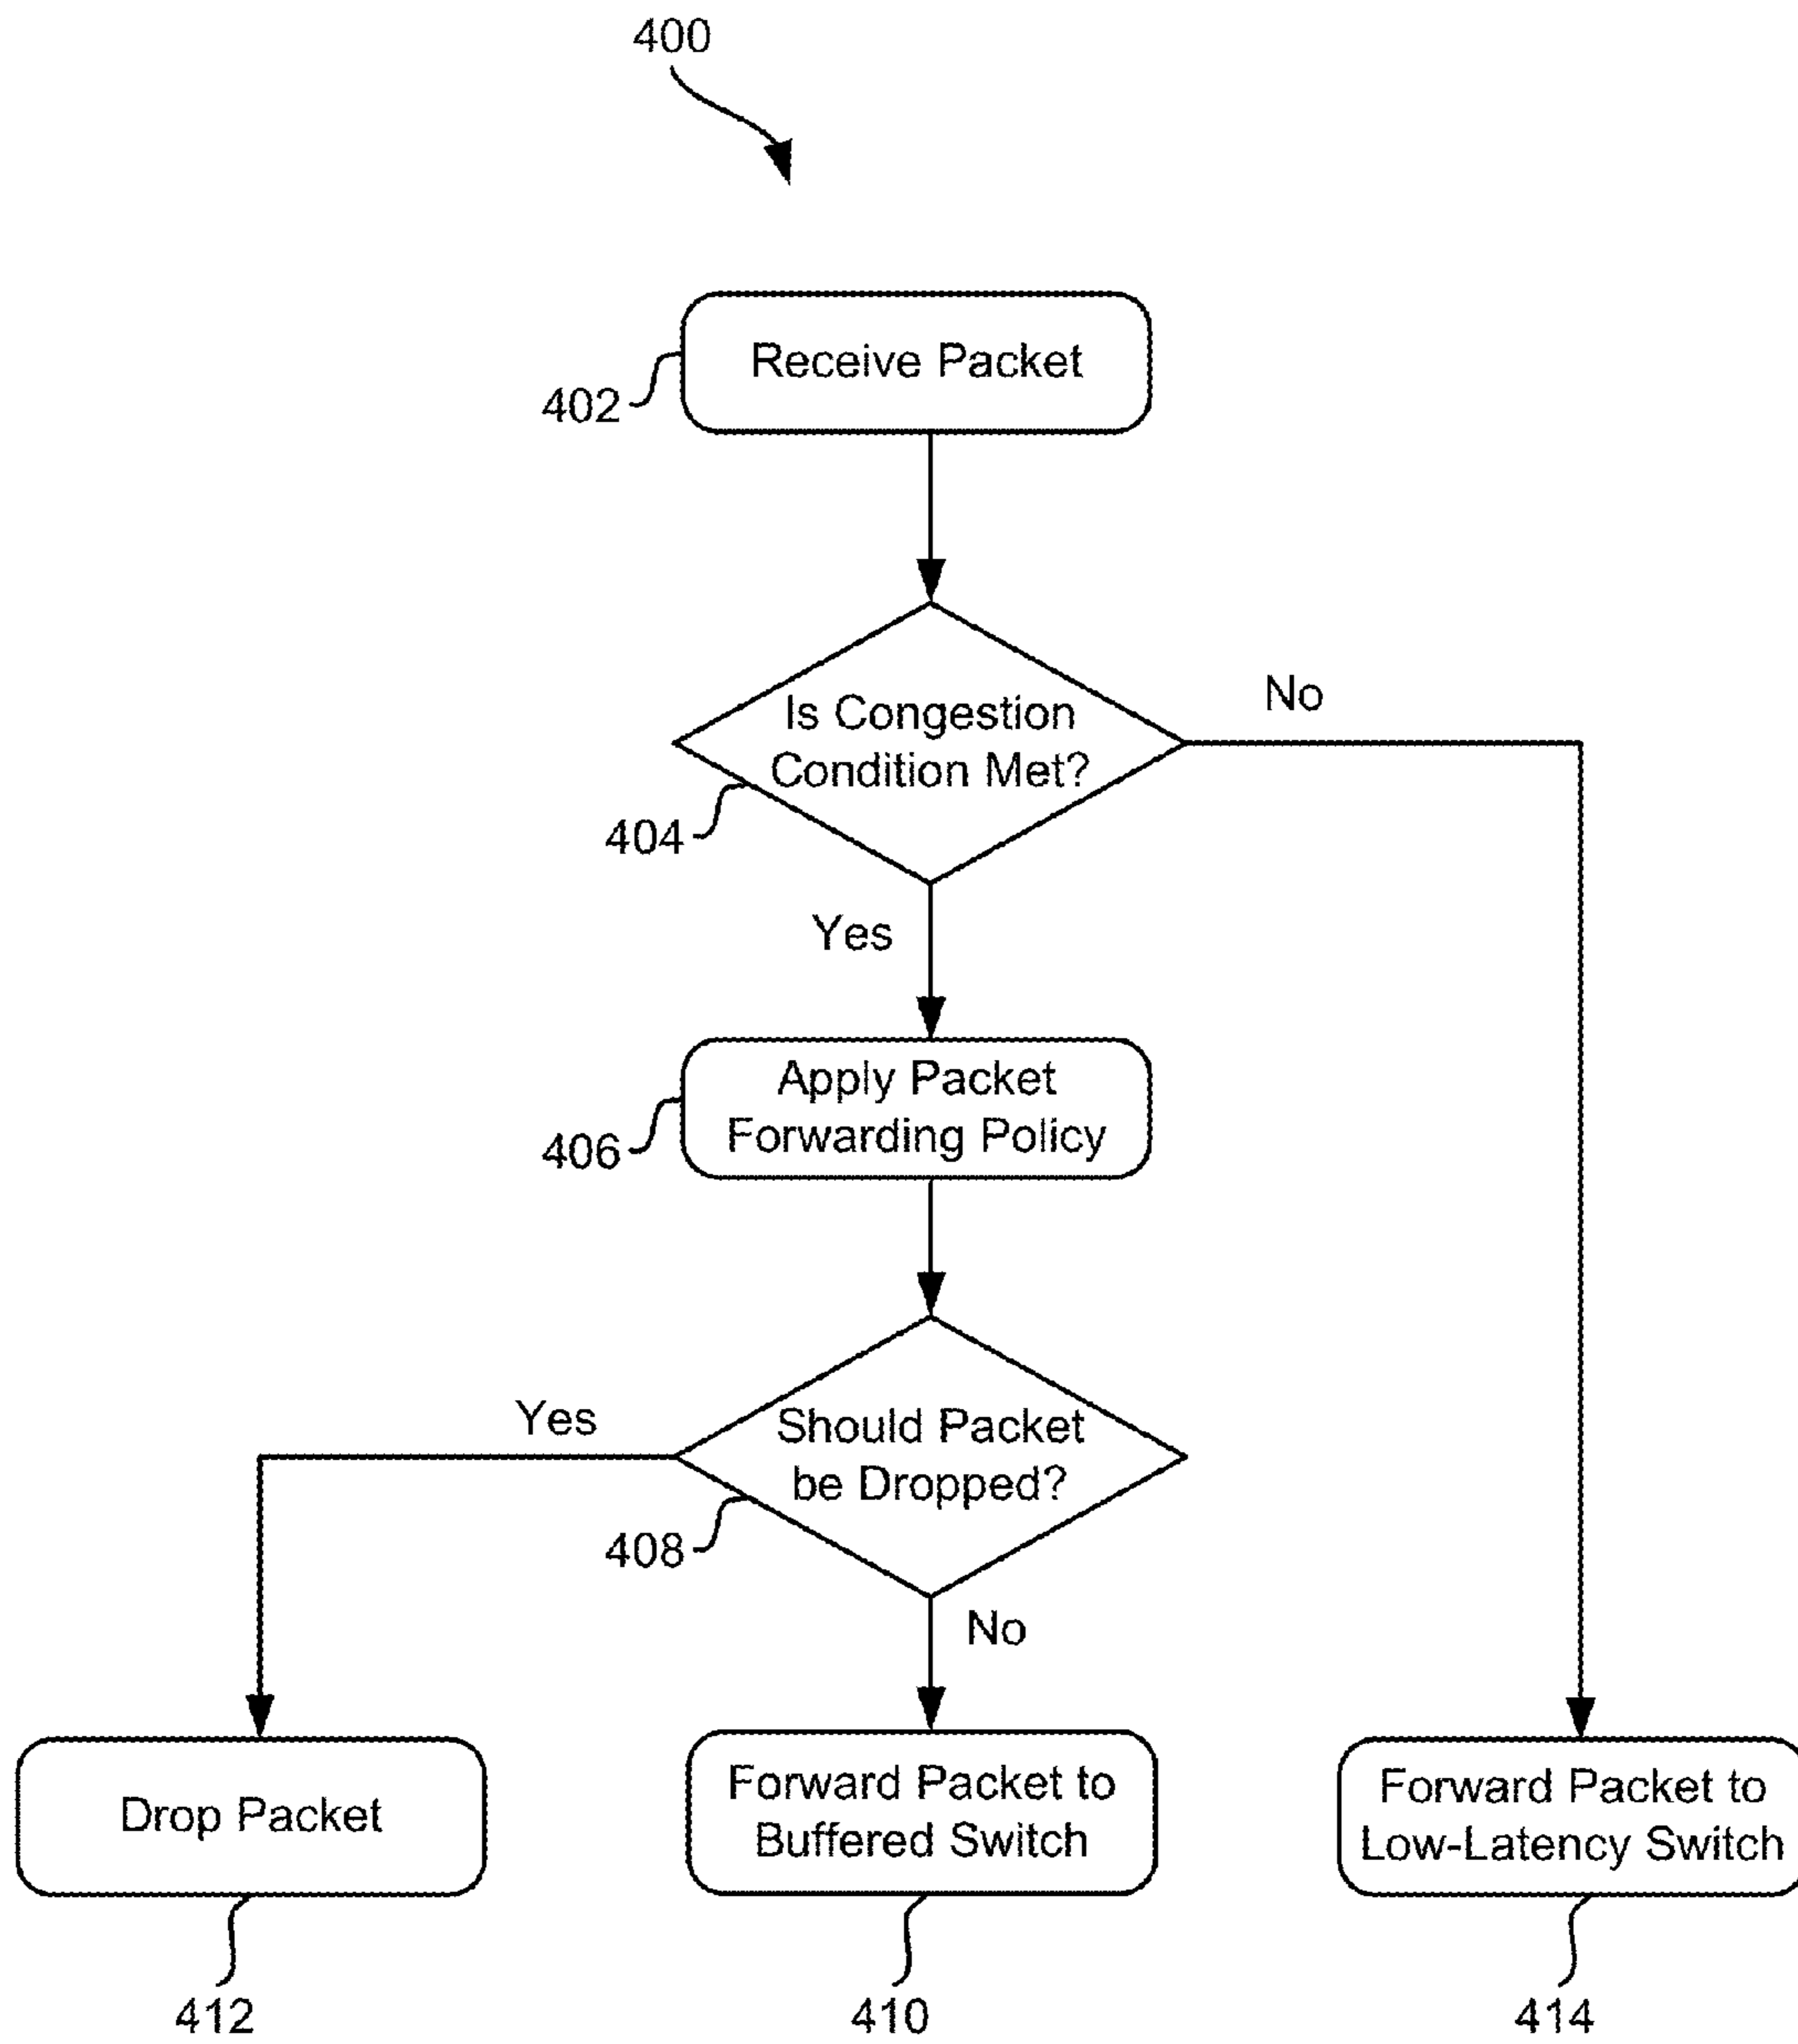 400
Receive Packet
402
Is Congestion
Condition Met?
No
404
Yes
Apply Packet
Forwarding Policy
406
Should Packet
be Dropped?
Yes
408
No
Drop Packet
Forward Packet to
Buffered Switch
Forward Packet to
Low-Latency Switch
412
410
414